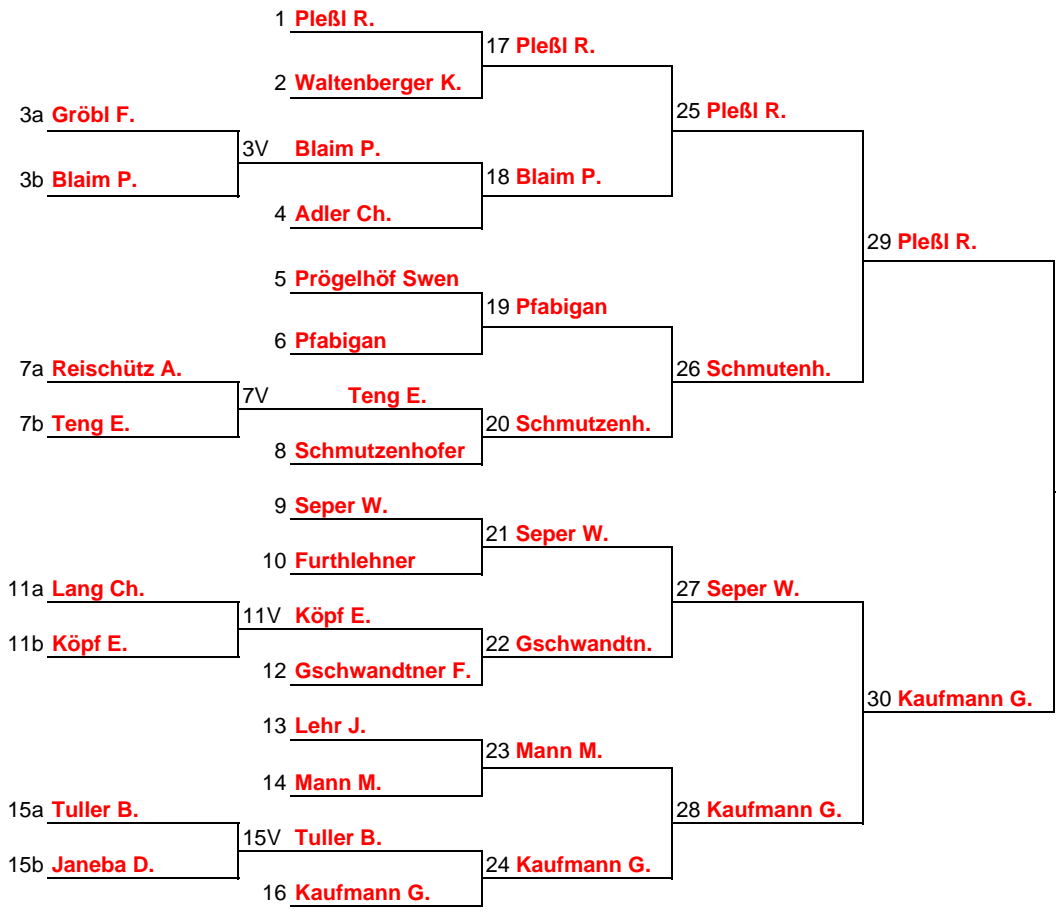 1 Pleßl R.
17 Pleßl R.
2 Waltenberger K.
3a Gröbl F.
25 Pleßl R.
3V Blaim P.
3b Blaim P.
18 Blaim P.
4 Adler Ch.
29 Pleßl R.
5 Prögelhöf Swen
19 Pfabigan
6 Pfabigan
7a Reischütz A.
26 Schmutenh.
7V Teng E.
7b Teng E.
20 Schmutzenh.
8 Schmutzenhofer
9 Seper W.
21 Seper W.
10 Furthlehner
11a Lang Ch.
27 Seper W.
11V Köpf E.
11b Köpf E.
22 Gschwandtn.
12 Gschwandtner F.
30 Kaufmann G.
13 Lehr J.
23 Mann M.
14 Mann M.
15a Tuller B.
28 Kaufmann G.
15V Tuller B.
15b Janeba D.
24 Kaufmann G.
16 Kaufmann G.